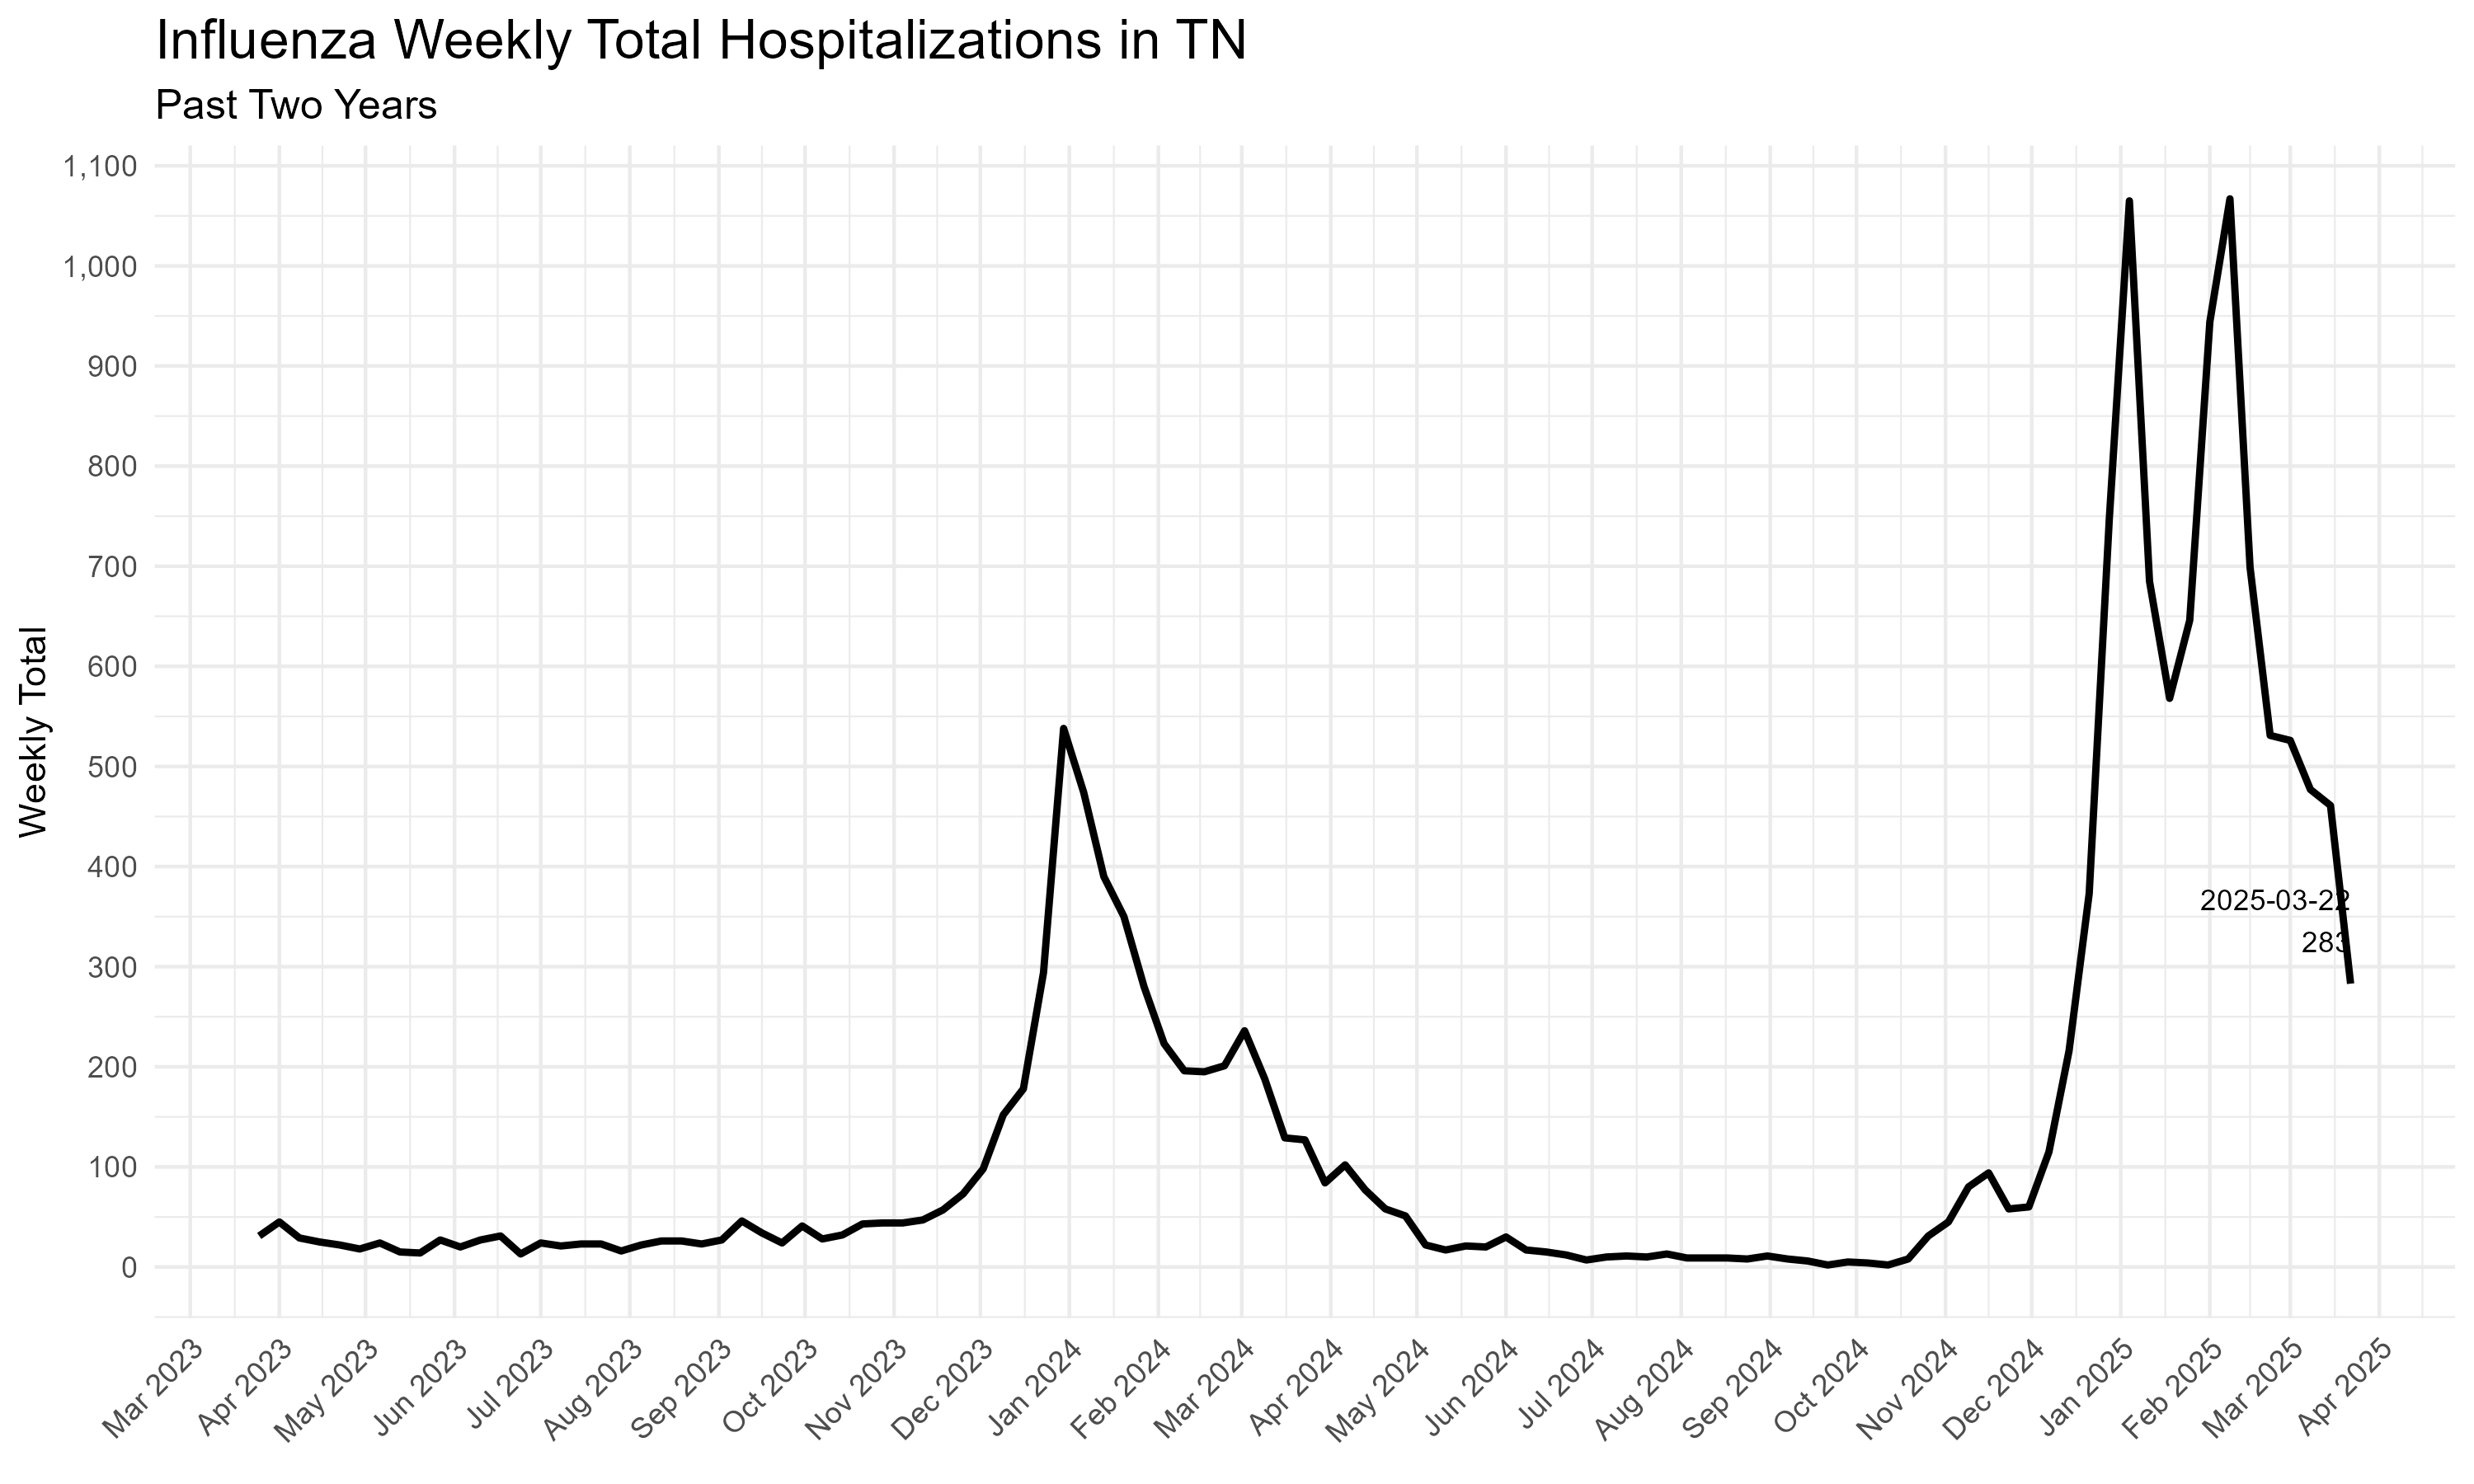 Influenza Weekly Total Hospitalizations in TN
Past Two Years
1,100
1,000
900
800
700
600
500
400
300
200
100
0
Weekly Total
2025-03-22
283
Mar 2023
Apr 2023
May 2023
Jun 2023
Jul 2023
Aug 2023
Sep 2023
Oct 2023
Nov 2023
Dec 2023
Jan 2024
Feb 2024
Mar 2024
Apr 2024
May 2024
Jun 2024
Jul 2024
Aug 2024
Sep 2024
Oct 2024
Nov 2024
Dec 2024
Jan 2025
Feb 2025
Mar 2025
Apr 2025